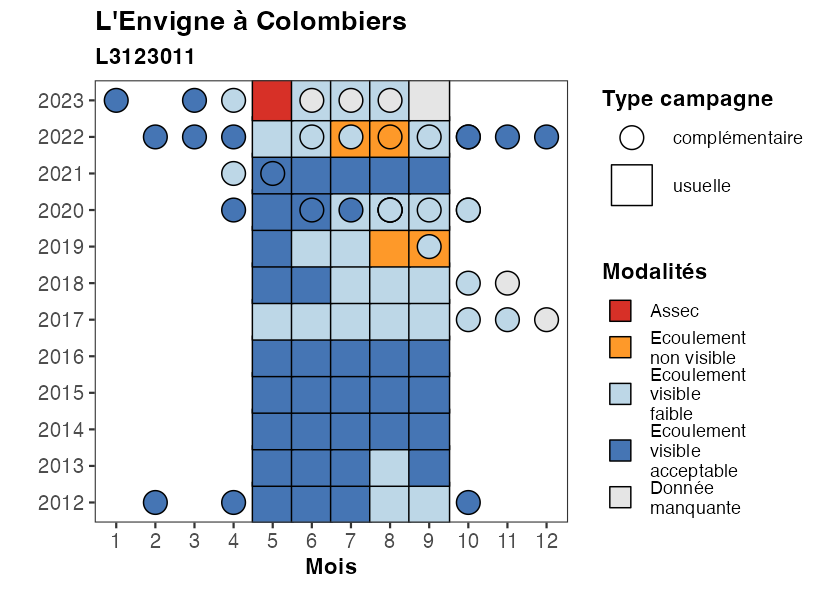 L'Envigne à Colombiers
L3123011
2023
2022
2021
2020
2019
2018
2017
2016
2015
2014
2013
2012
1 2 3 4 5 6 7 8 9 10 11 12
Mois
Type campagne
complémentaire
usuelle
Modalités
Assec
Ecoulement
non visible
Ecoulement
visible
faible
Ecoulement
visible
acceptable
Donnée
manquante